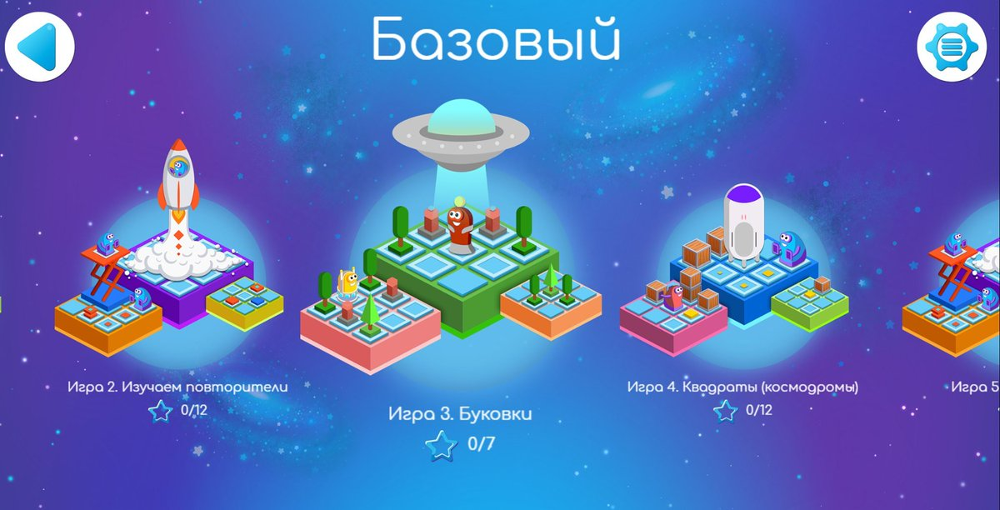 Базовый
Игра 2. Изучаем повторители
0/12
Игра 3. Буковки
0/7
Игра 4. Квадраты (космодромы)
0/12
Игра 5